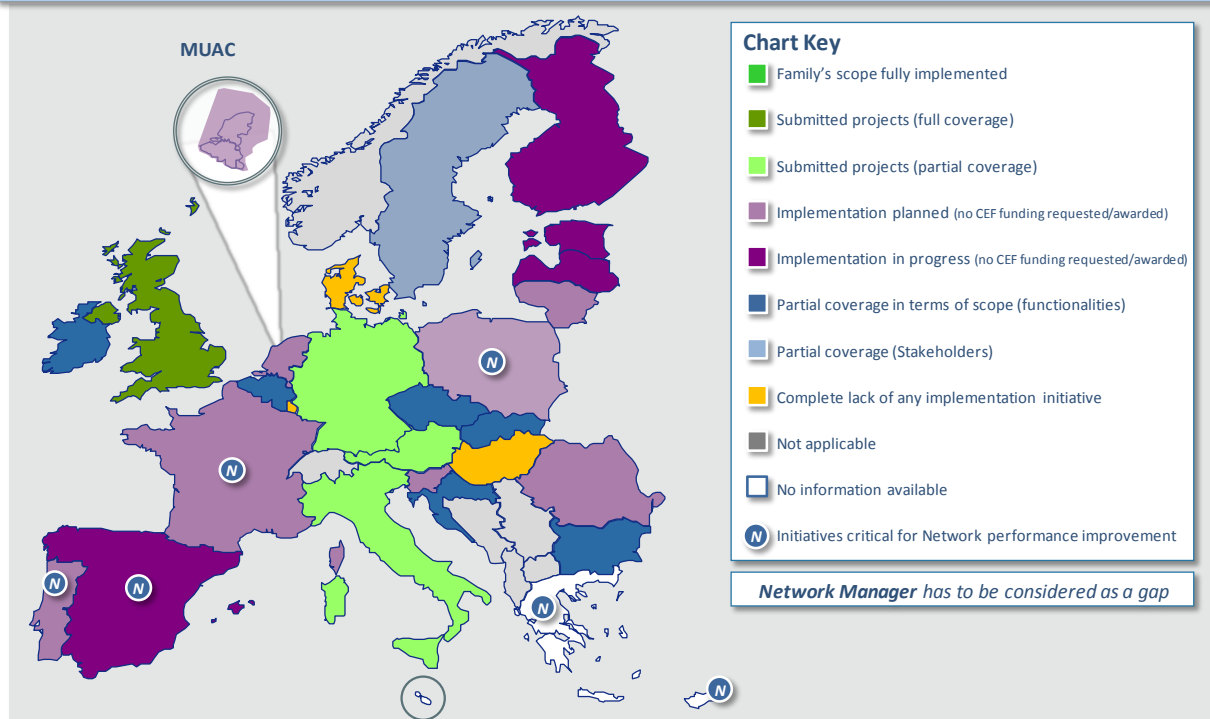 MUAC
Chart Key
Family's scope fully implemented
Submitted projects (full coverage)
Submitted projects (partial coverage)
Implementation planned (no CEF funding requested/awarded)
Implementation in progress (no CEF funding requested/awarded)
Partial coverage in terms of scope (functionalities)
Partial coverage (Stakeholders)
Complete lack of any implementation initiative
Not applicable
No information available
N Initiatives critical for Network performance improvement
Network Manager has to be considered as a gap
N
N
N
N
N
N